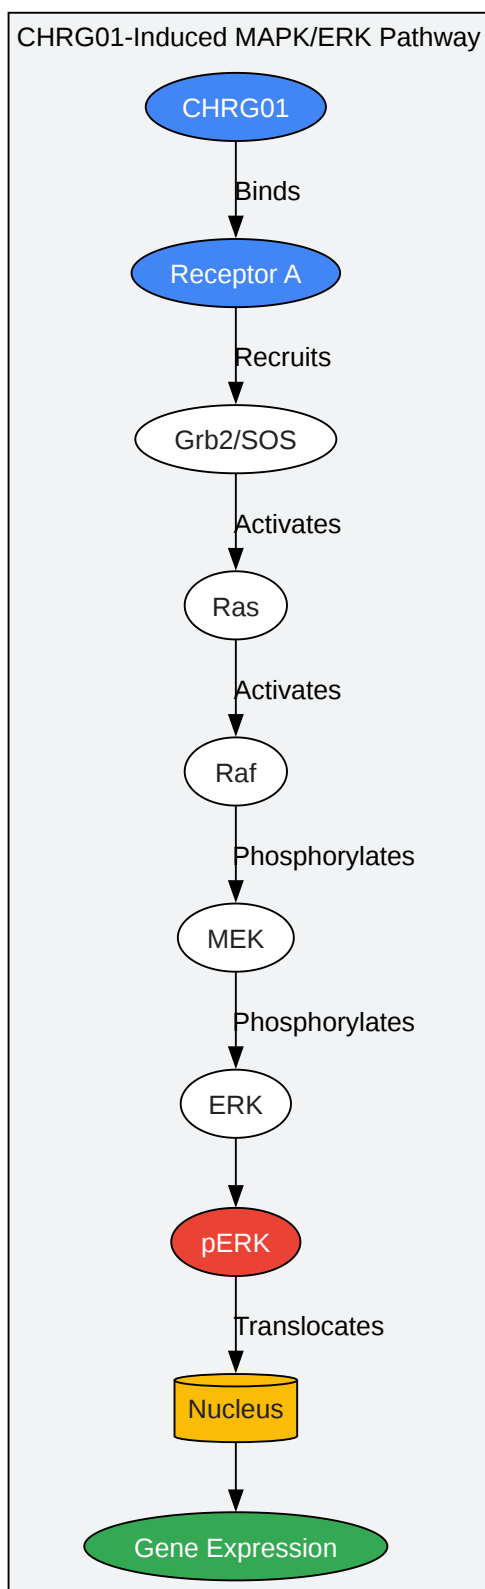 CHRG01-Induced MAPK/ERK Pathway
CHRG01
Binds
Receptor A
Recruits
Grb2/SOS
Activates
Ras
Activates
Raf
Phosphorylates
MEK
Phosphorylates
ERK
pERK
Translocates
Nucleus
Gene Expression